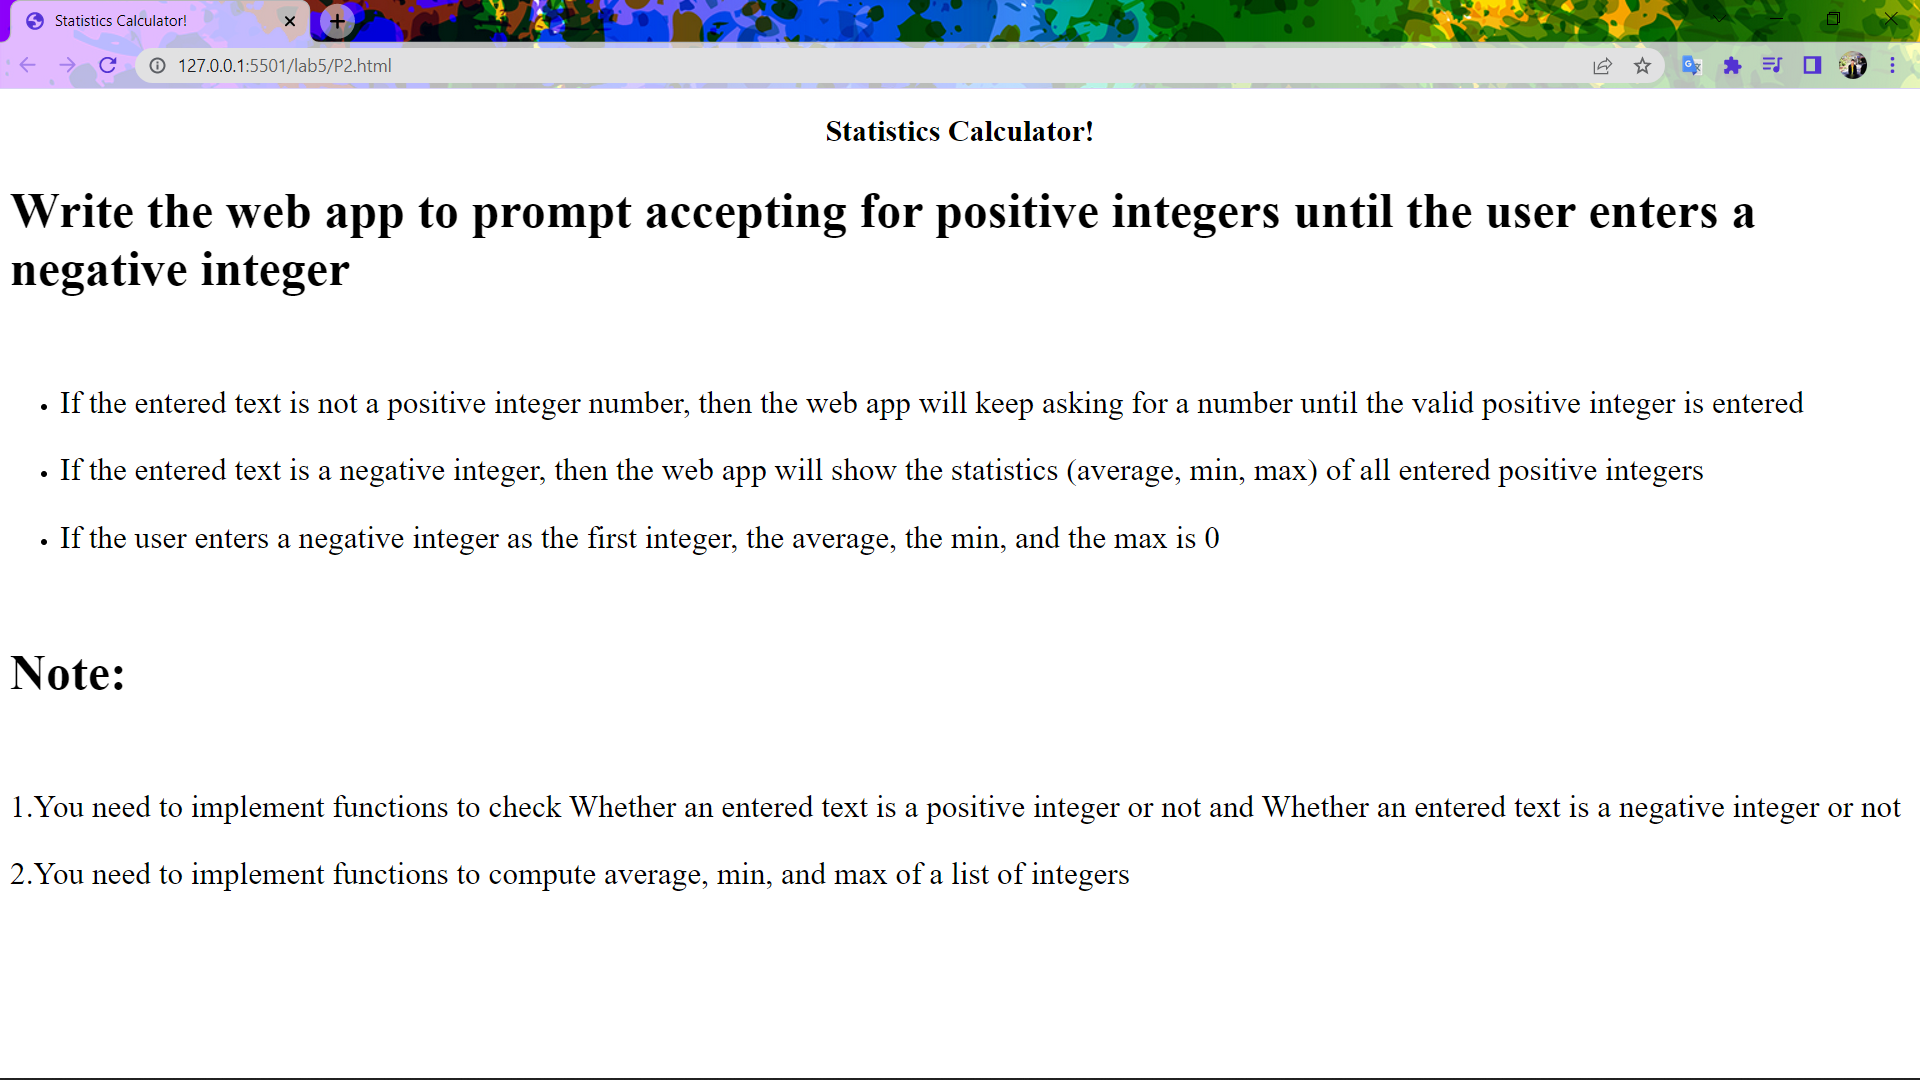 Statistics Calculator!
127.0.0.1:5501/lab5/P2.html
Statistics Calculator!
Write the web app to prompt accepting for positive integers until the user enters a
negative integer
• If the entered text is not a positive integer number, then the web app will keep asking for a number until the valid positive integer is entered
• If the entered text is a negative integer, then the web app will show the statistics (average, min, max) of all entered positive integers
• If the user enters a negative integer as the first integer, the average, the min, and the max is 0
Note:
1.You need to implement functions to check Whether an entered text is a positive integer or not and Whether an entered text is a negative integer or not
2.You need to implement functions to compute average, min, and max of a list of integers